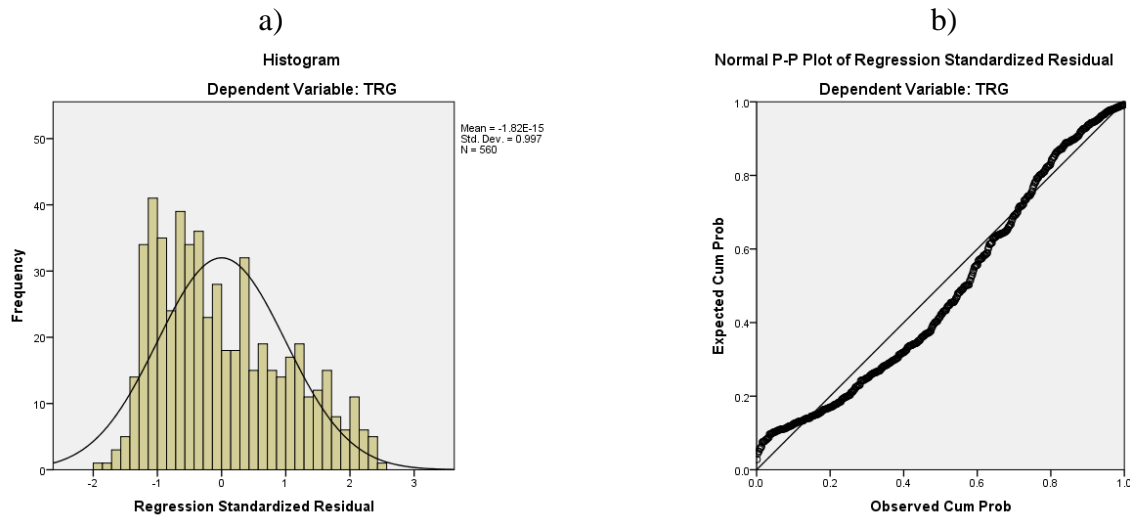 a)
Histogram
Dependent Variable: TRG
Mean = -1.82E-15
Std. Dev. = 0.997
N = 560
50
40
30
20
10
0
Frequency
-2 -1 0 1 2 3
Regression Standardized Residual
b)
Normal P-P Plot of Regression Standardized Residual
Dependent Variable: TRG
1.0
0.8
0.6
0.4
0.2
0.0
Expected Cum Prob
0.0 0.2 0.4 0.6 0.8 1.0
Observed Cum Prob